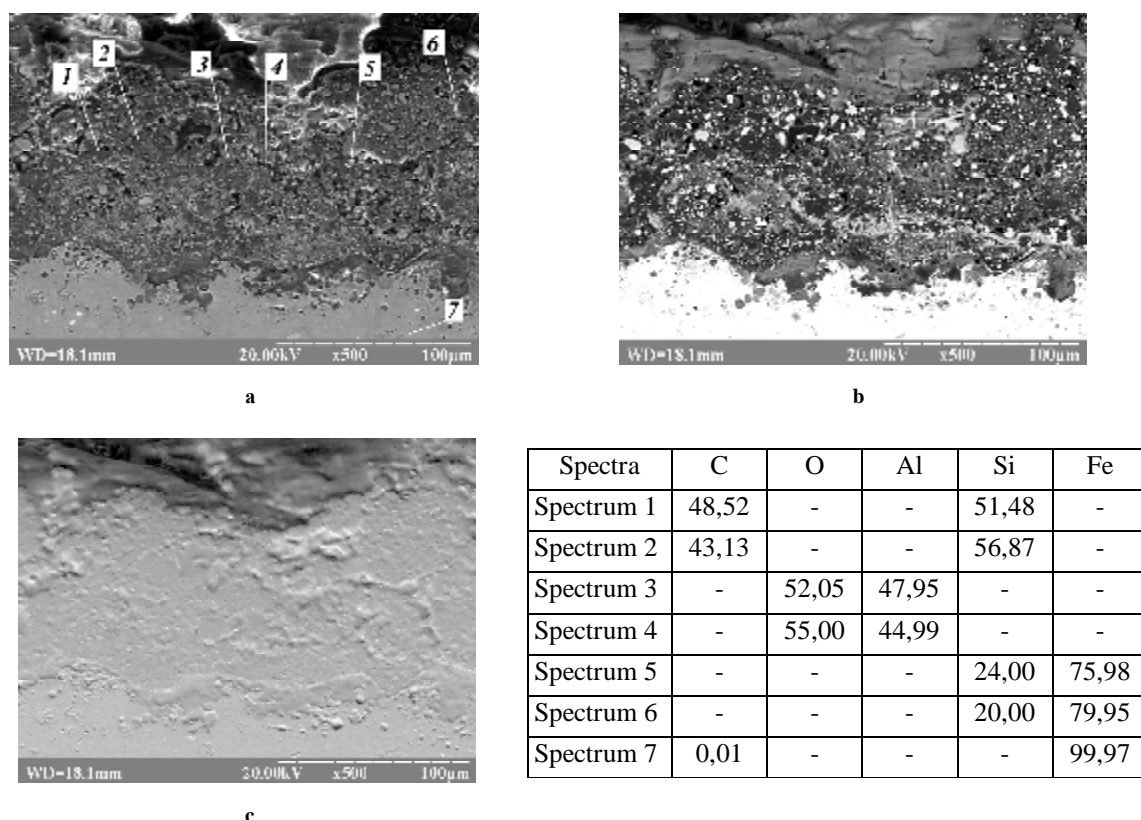 1 2 3 4 5 6
7
WD=18.1mm 20.00kV x500 100µm
a
WD=18.1mm 20.00kV x500 100µm
b
WD=18.1mm 20.00kV x500 100µm
c
Spectra C O Al Si Fe
Spectrum 1 48,52 - - 51,48 -
Spectrum 2 43,13 - - 56,87 -
Spectrum 3 - 52,05 47,95 - -
Spectrum 4 - 55,00 44,99 - -
Spectrum 5 - - - 24,00 75,98
Spectrum 6 - - - 20,00 79,95
Spectrum 7 0,01 - - - 99,97